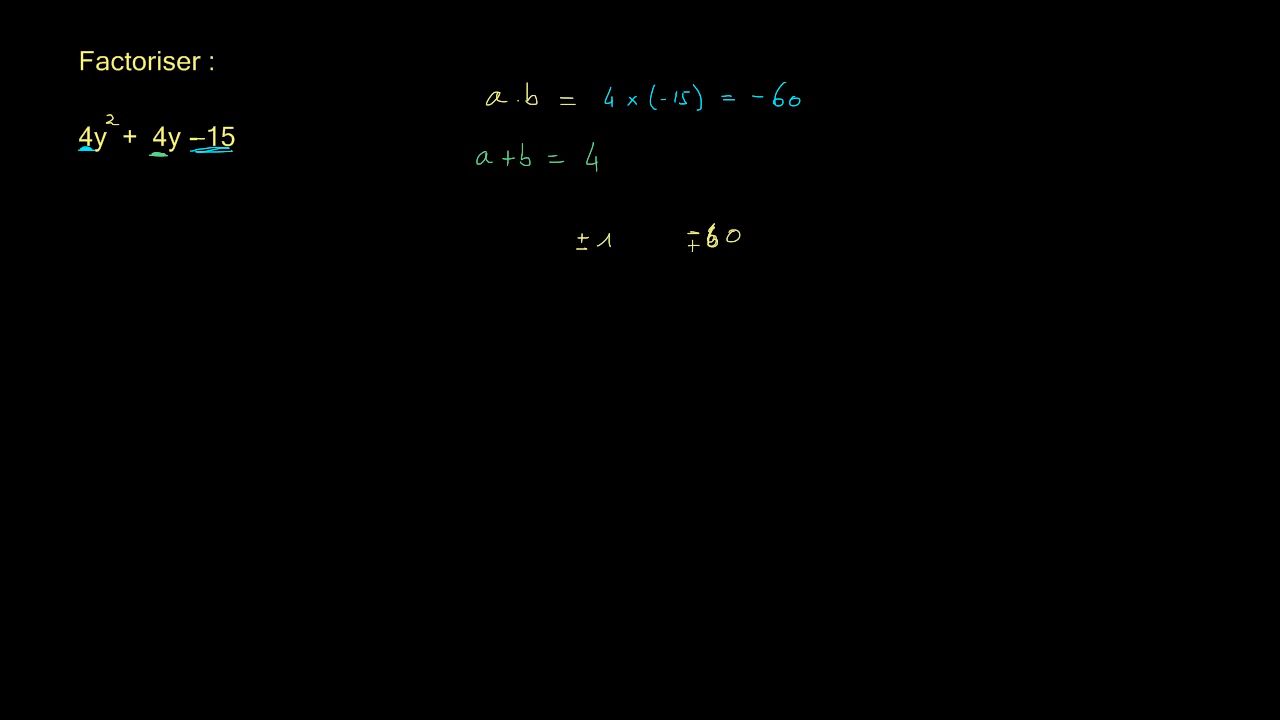 Factoriser :
4y² + 4y –15
a . b = 4 × (-15) = -60
a + b = 4
± 1 ∓ 60